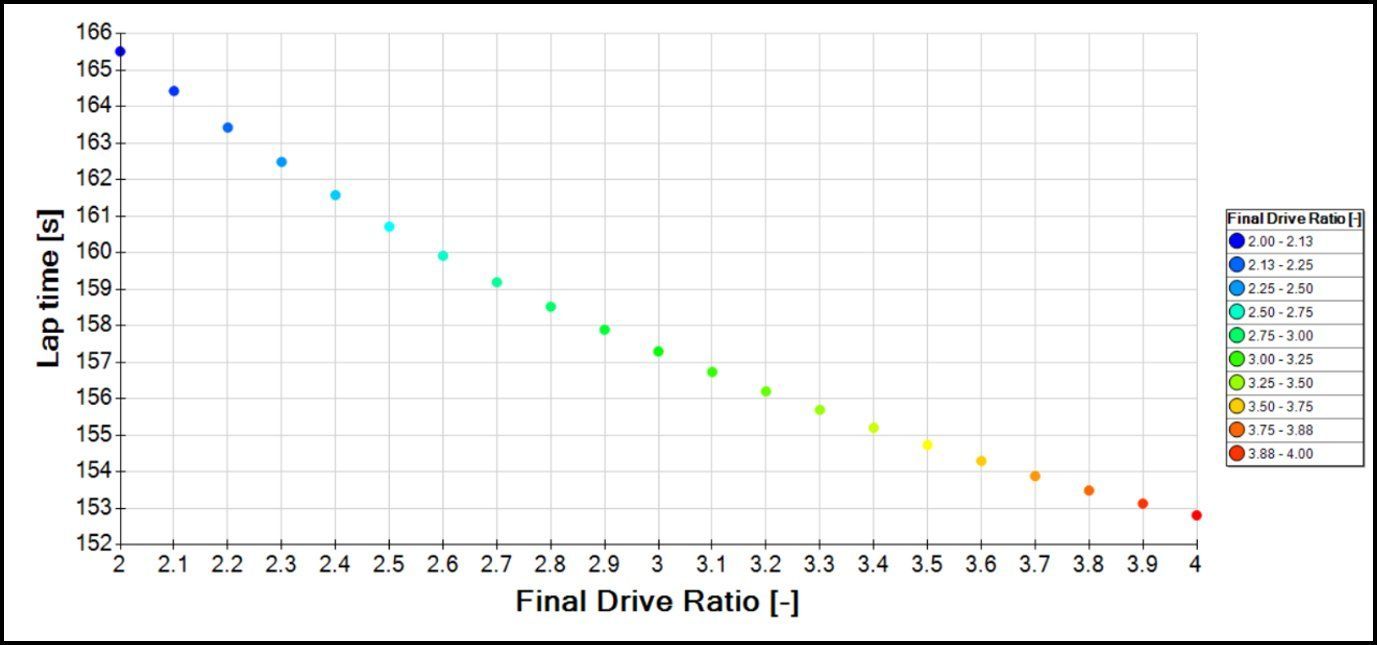 166
165
164
163
162
161
160
159
158
157
156
155
154
153
152
Lap time [s]
2 2.1 2.2 2.3 2.4 2.5 2.6 2.7 2.8 2.9 3 3.1 3.2 3.3 3.4 3.5 3.6 3.7 3.8 3.9 4
Final Drive Ratio [-]
Final Drive Ratio [-]
2.00 - 2.13
2.13 - 2.25
2.25 - 2.50
2.50 - 2.75
2.75 - 3.00
3.00 - 3.25
3.25 - 3.50
3.50 - 3.75
3.75 - 3.88
3.88 - 4.00